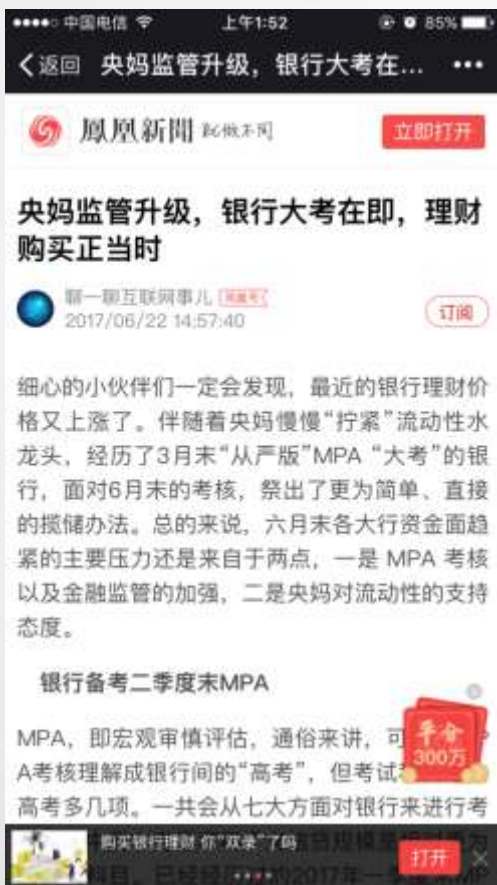 中国电信
上午1:52
85%
返回
央妈监管升级，银行大考在...
鳳凰新聞
立即打开
央妈监管升级，银行大考在即，理财
购买正当时
聊一聊互联网事儿
2017/06/22 14:57:40
订阅
细心的小伙伴们一定会发现，最近的银行理财价
格又上涨了。伴随着央妈慢慢“拧紧”流动性水
龙头，经历了3月末“从严版”MPA “大考”的银
行，面对6月末的考核，祭出了更为简单、直接
的揽储办法。总的来说，六月末各大行资金面趋
紧的主要压力还是来自于两点，一是 MPA 考核
以及金融监管的加强，二是央妈对流动性的支持
态度。
银行备考二季度末MPA
MPA，即宏观审慎评估，通俗来讲，可
A考核理解成银行间的“高考”，但考试
高考多几项。一共会从七大方面对银行来进行考
平分
300万
购买银行理财 你“双录”了吗
打开